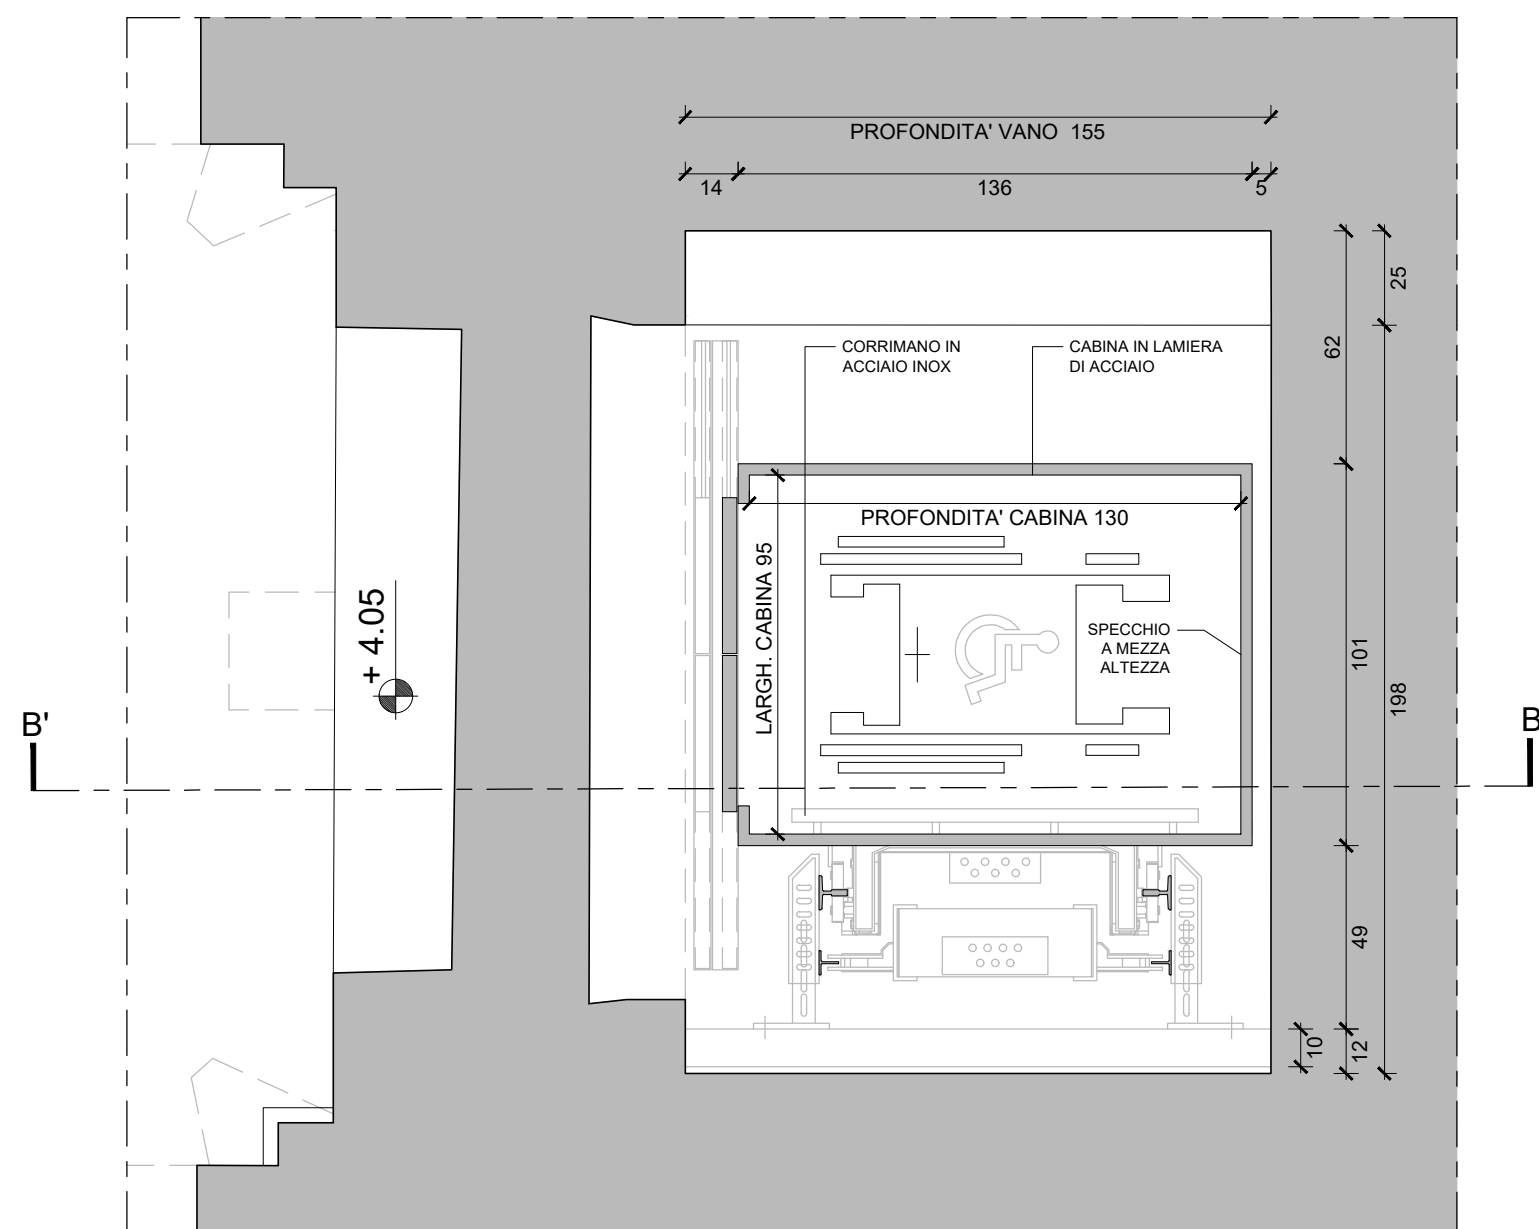 PROFONDITA' VANO 155
14
136
5
25
62
CORRIMANO IN
ACCIAIO INOX
CABINA IN LAMIERA
DI ACCIAIO
PROFONDITA' CABINA 130
LARGH. CABINA 95
SPECCHIO
A MEZZA
ALTEZZA
+ 4.05
101
198
B'
B
49
10
12